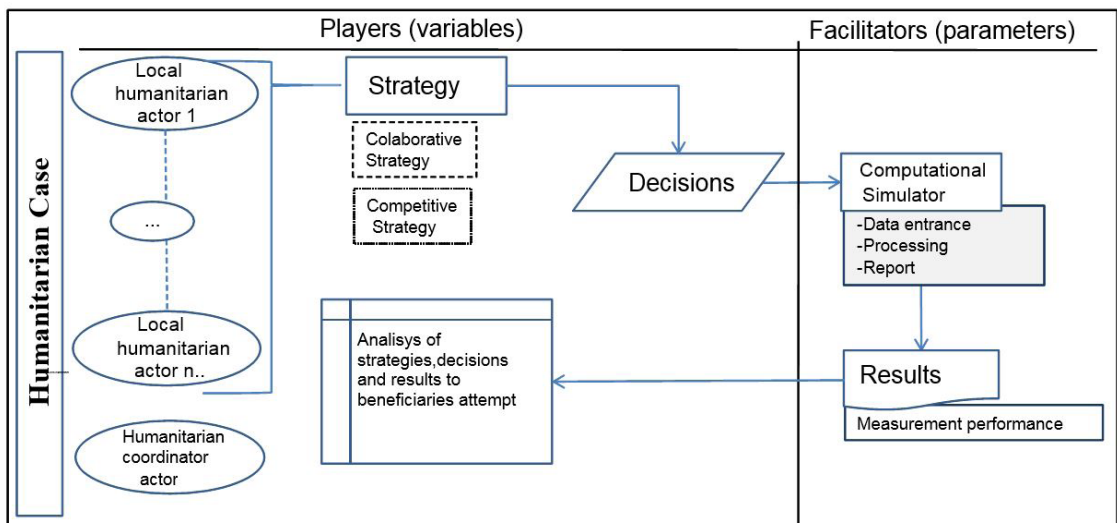 Players (variables)
Facilitators (parameters)
Humanitarian Case
Local
humanitarian
actor 1
...
Local
humanitarian
actor n..
Humanitarian
coordinator
actor
Strategy
Colaborative
Strategy
Competitive
Strategy
Decisions
Computational
Simulator
-Data entrance
-Processing
-Report
Results
Measurement performance
Analisys of
strategies,decisions
and results to
beneficiaries attempt